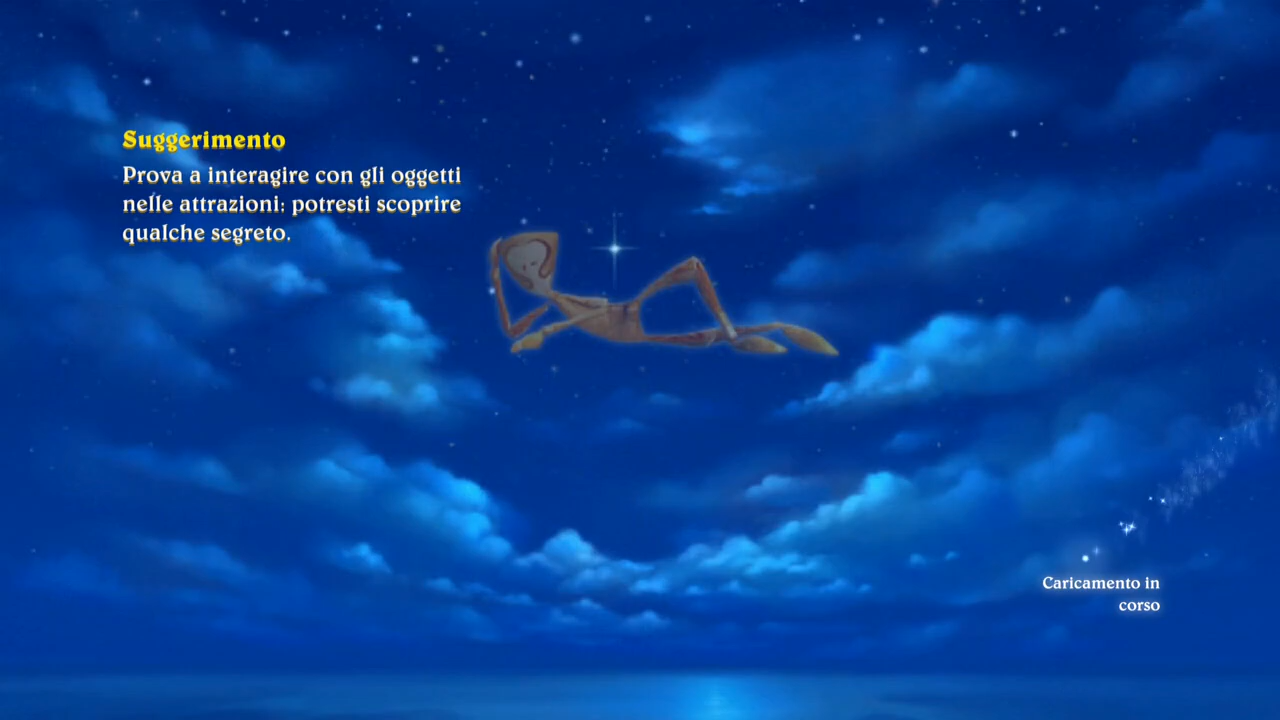 Suggerimento
Prova a interagire con gli oggetti
nelle attrazioni: potresti scoprire
qualche segreto.
Caricamento in
corso